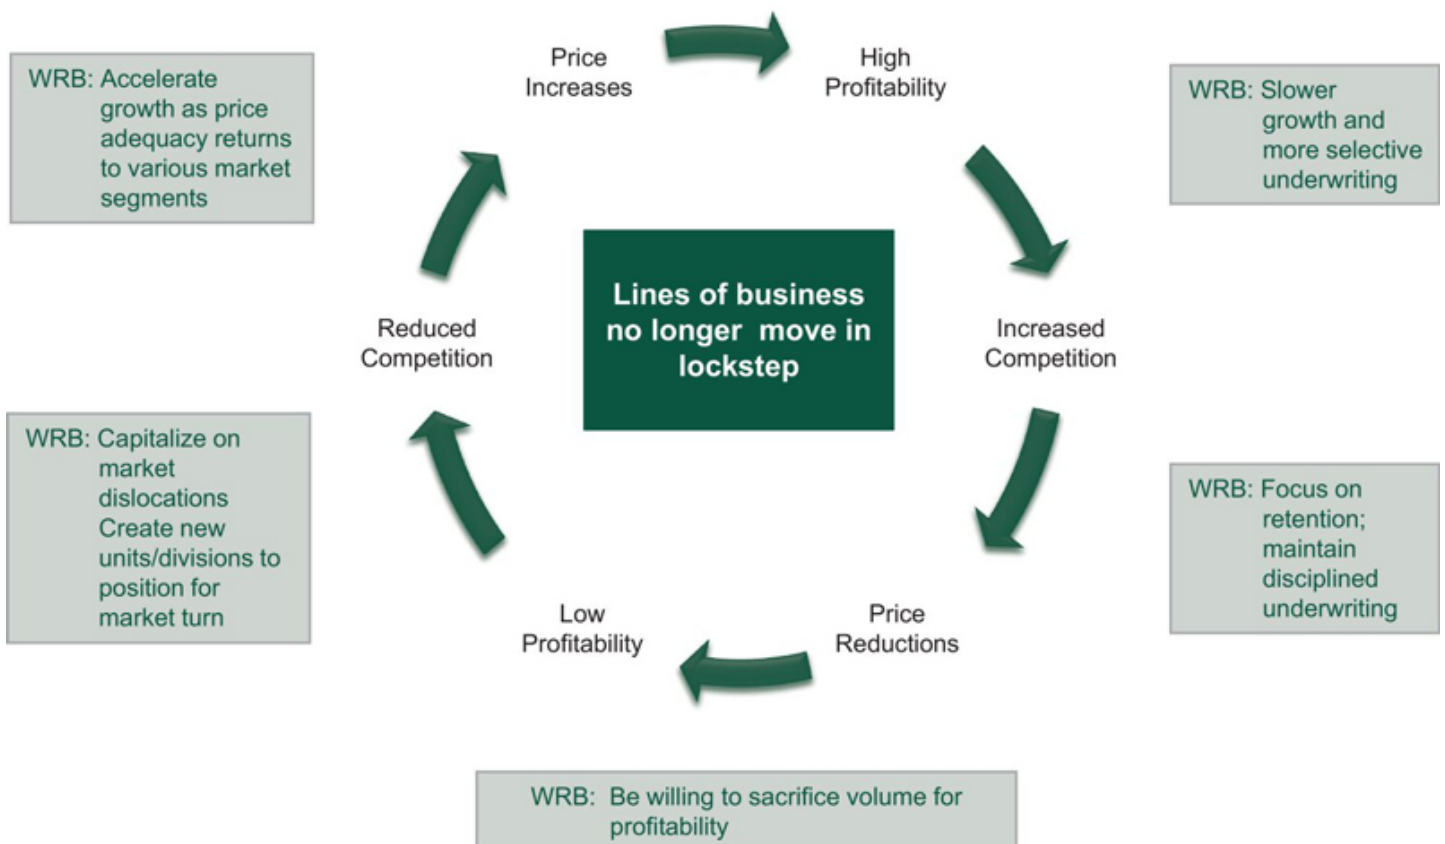 Price
Increases
High
Profitability
WRB: Accelerate
growth as price
adequacy returns
to various market
segments
WRB: Slower
growth and
more selective
underwriting
Lines of business
no longer move in
lockstep
Reduced
Competition
Increased
Competition
WRB: Capitalize on
market
dislocations
Create new
units/divisions to
position for
market turn
WRB: Focus on
retention;
maintain
disciplined
underwriting
Low
Profitability
Price
Reductions
WRB: Be willing to sacrifice volume for
profitability